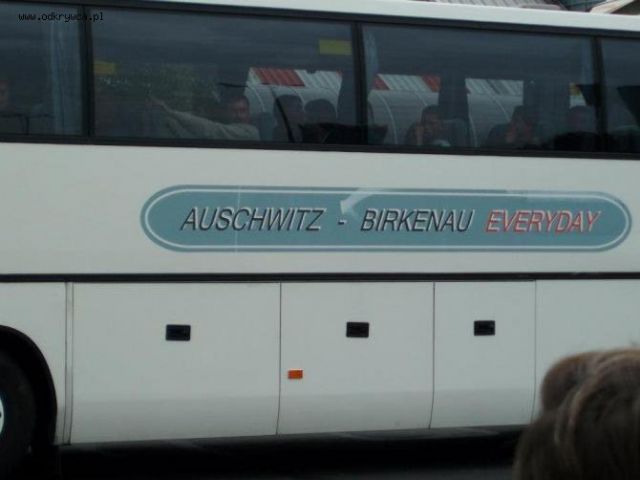 www.odkrywca.pl
AUSCHWITZ - BIRKENAU EVERYDAY